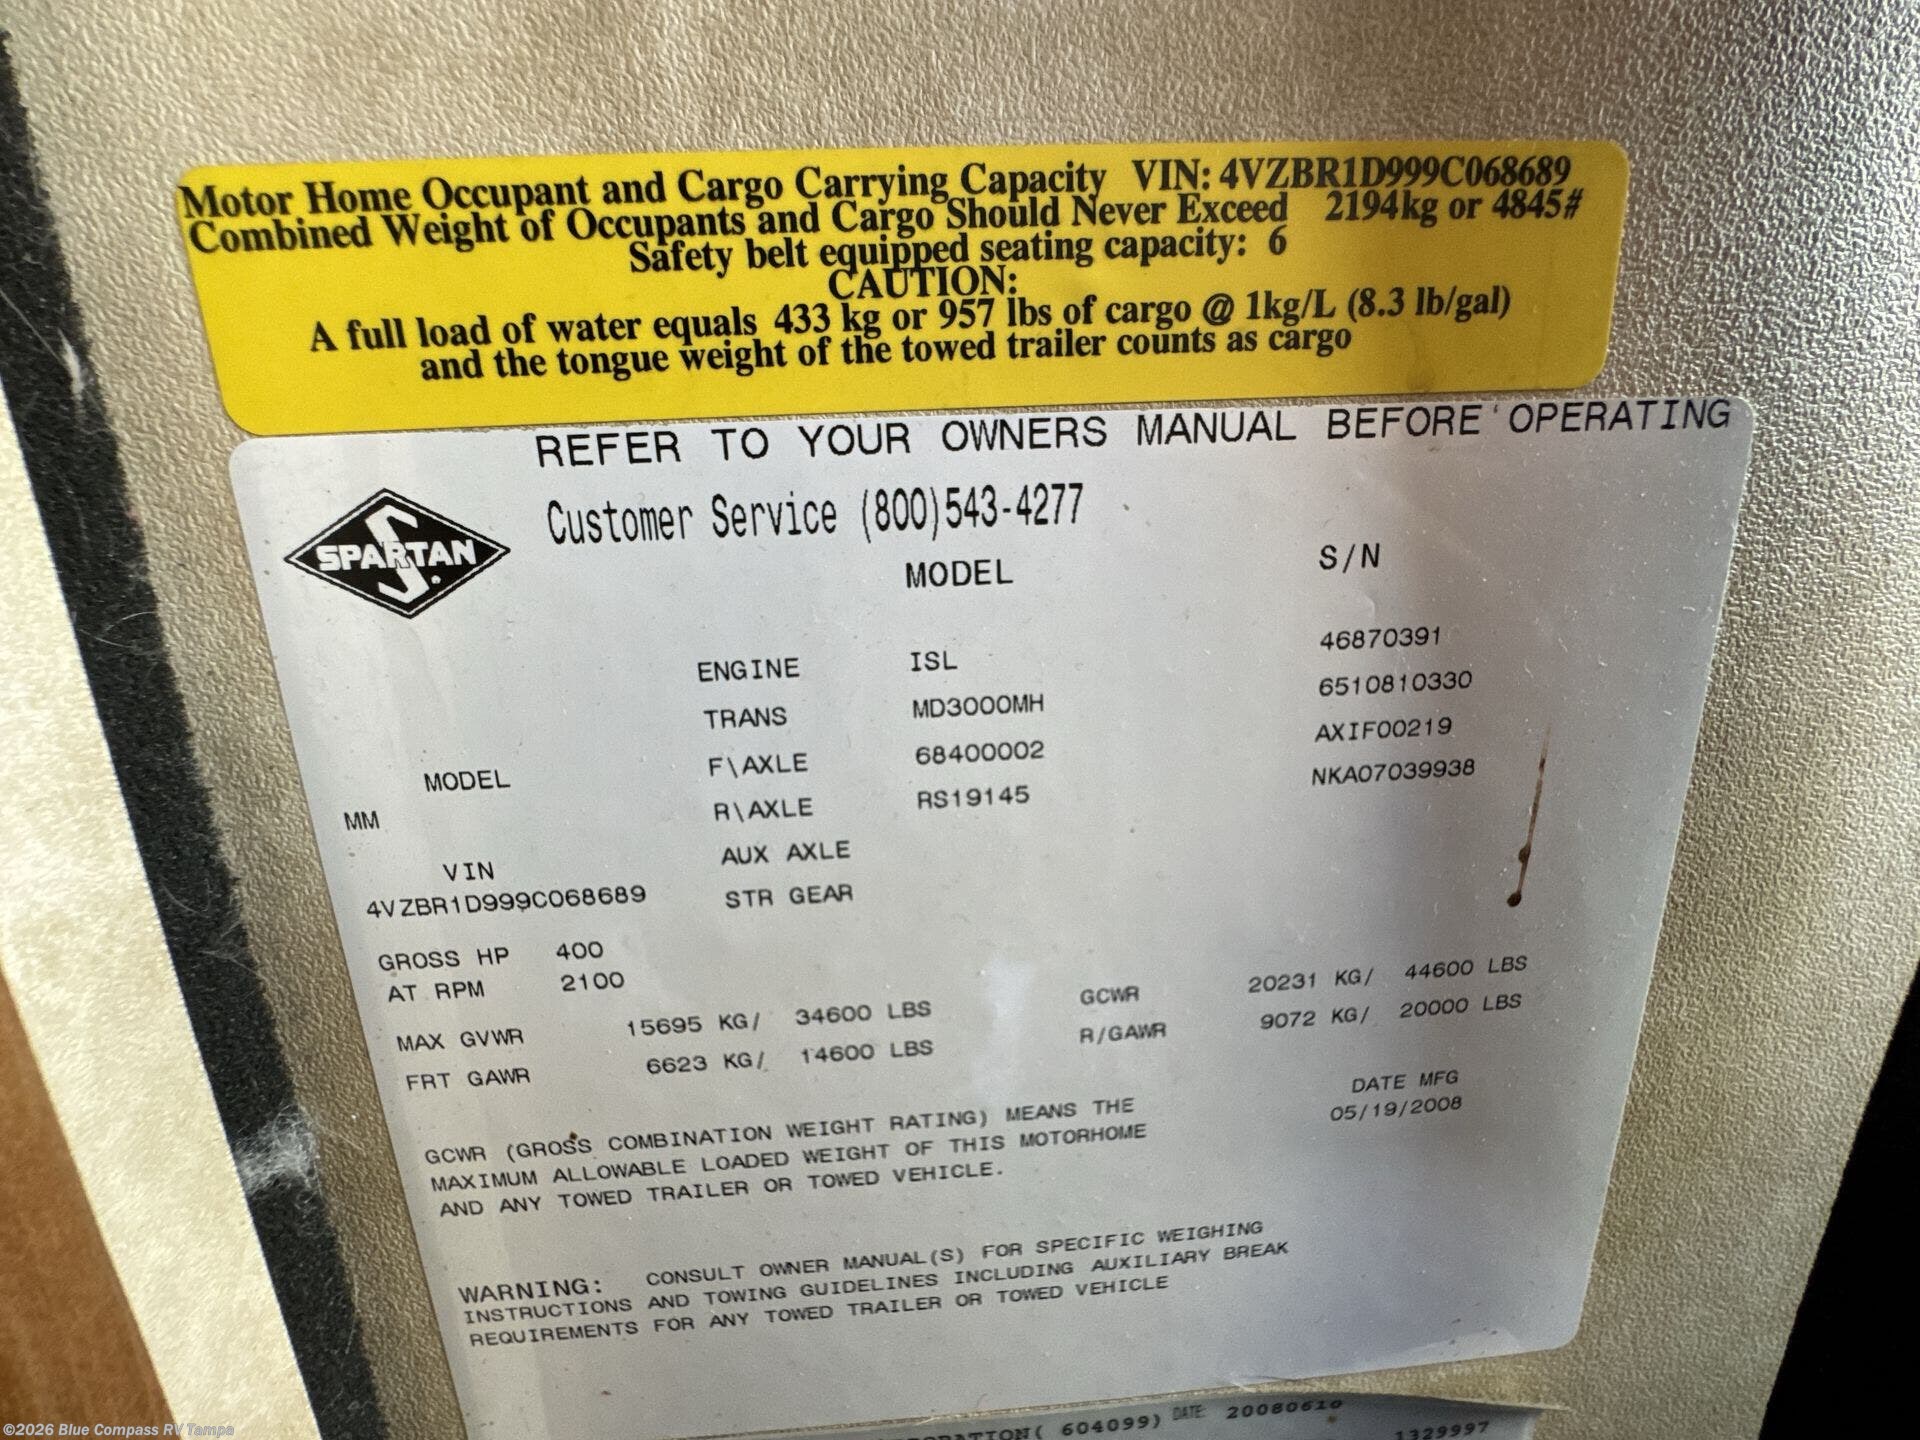 Motor Home Occupant and Cargo Carrying Capacity VIN: 4VZBR1D999C068689
Combined Weight of Occupants and Cargo Should Never Exceed 2194kg or 4845#
Safety belt equipped seating capacity: 6
CAUTION:
A full load of water equals 433 kg or 957 lbs of cargo @ 1kg/L (8.3 lb/gal)
and the tongue weight of the towed trailer counts as cargo
REFER TO YOUR OWNERS MANUAL BEFORE OPERATING
SPARTAN
Customer Service (800)543-4277
MODEL S/N
ENGINE ISL 46870391
TRANS MD3000MH 6510810330
F\AXLE 68400002 AXIF00219
R\AXLE RS19145 NKA07039938
AUX AXLE
STR GEAR
MODEL
MM
VIN
4VZBR1D999C068689
GROSS HP 400
AT RPM 2100
MAX GVWR 15695 KG/ 34600 LBS GCWR 20231 KG/ 44600 LBS
FRT GAWR 6623 KG/ 14600 LBS R/GAWR 9072 KG/ 20000 LBS
DATE MFG
05/19/2008
GCWR (GROSS COMBINATION WEIGHT RATING) MEANS THE
MAXIMUM ALLOWABLE LOADED WEIGHT OF THIS MOTORHOME
AND ANY TOWED TRAILER OR TOWED VEHICLE.
WARNING: CONSULT OWNER MANUAL(S) FOR SPECIFIC WEIGHING
INSTRUCTIONS AND TOWING GUIDELINES INCLUDING AUXILIARY BREAK
REQUIREMENTS FOR ANY TOWED TRAILER OR TOWED VEHICLE
( 604099) DATE: 20080610
1329997
©2026 Blue Compass RV Tampa